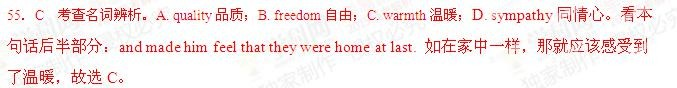 55．C　考查名词辨析。A. quality 品质；B. freedom 自由；C. warmth 温暖；D. sympathy 同情心。看本
句话后半部分：and made him feel that they were home at last. 如在家中一样，那就应该感受到
了温暖，故选 C。